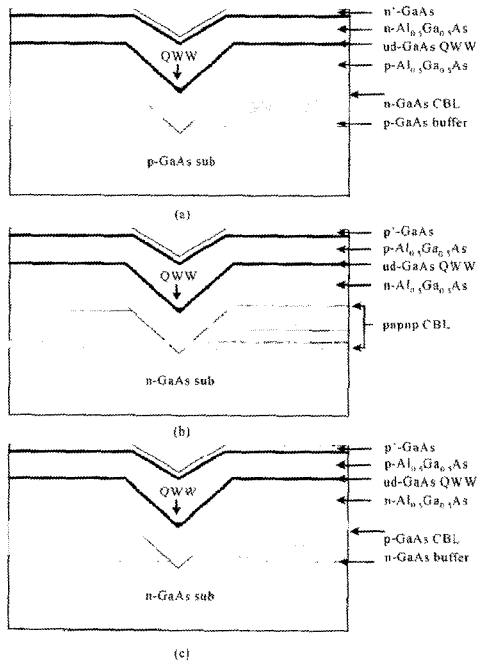 n⁺-GaAs
n-Al₀.₅Ga₀.₅As
ud-GaAs QWW
QWW
p-Al₀.₅Ga₀.₅As
n-GaAs CBL
p-GaAs buffer
p-GaAs sub
(a)
p⁺-GaAs
p-Al₀.₅Ga₀.₅As
ud-GaAs QWW
QWW
n-Al₀.₅Ga₀.₅As
pnpnp CBL
n-GaAs sub
(b)
p⁺-GaAs
p-Al₀.₅Ga₀.₅As
ud-GaAs QWW
QWW
n-Al₀.₅Ga₀.₅As
p-GaAs CBL
n-GaAs buffer
n-GaAs sub
(c)